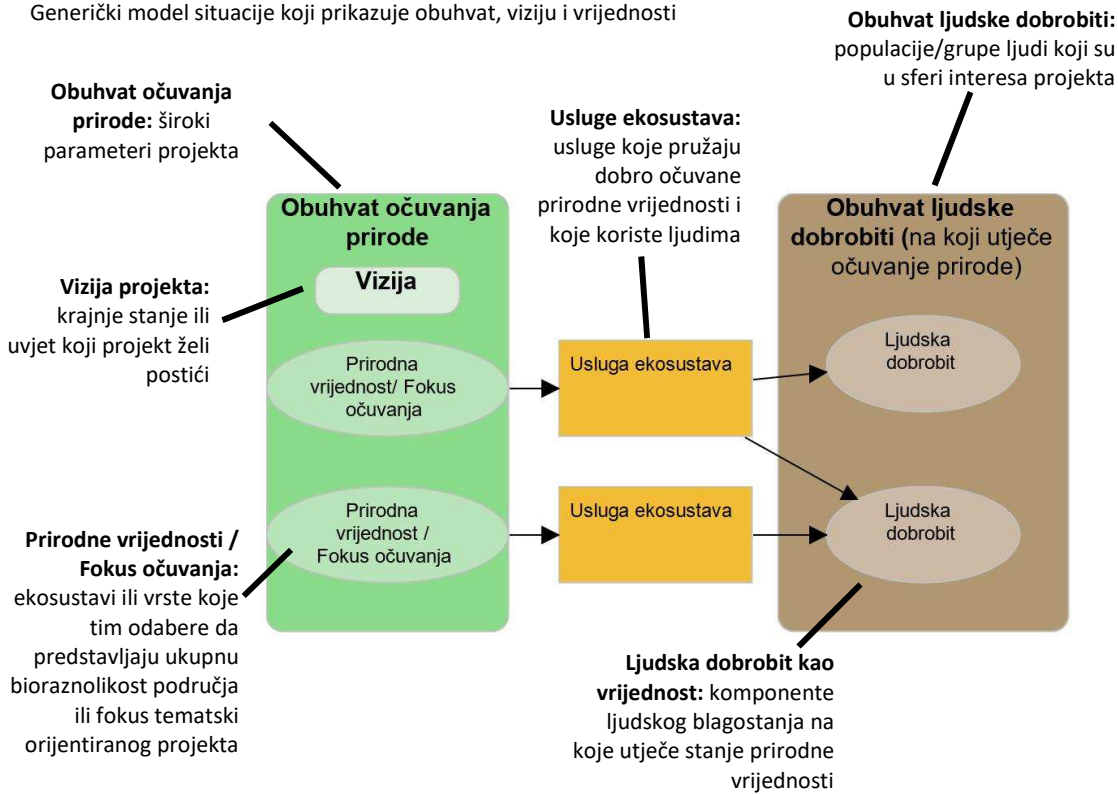 Generički model situacije koji prikazuje obuhvat, viziju i vrijednosti
Obuhvat ljudske dobrobiti:
populacije/grupe ljudi koji su
u sferi interesa projekta
Obuhvat očuvanja
prirode: široki
parameteri projekta
Usluge ekosustava:
usluge koje pružaju
dobro očuvane
prirodne vrijednosti i
koje koriste ljudima
Obuhvat očuvanja
prirode
Vizija
Obuhvat ljudske
dobrobiti (na koji utječe
očuvanje prirode)
Vizija projekta:
krajnje stanje ili
uvjet koji projekt želi
postići
Prirodna
vrijednost/ Fokus
očuvanja
Usluga ekosustava
Ljudska
dobrobit
Prirodna
vrijednost /
Fokus očuvanja
Usluga ekosustava
Ljudska
dobrobit
Prirodne vrijednosti /
Fokus očuvanja:
ekosustavi ili vrste koje
tim odabere da
predstavljaju ukupnu
bioraznolikost područja
ili fokus tematski
orijentiranog projekta
Ljudska dobrobit kao
vrijednost: komponente
ljudskog blagostanja na
koje utječe stanje prirodne
vrijednosti